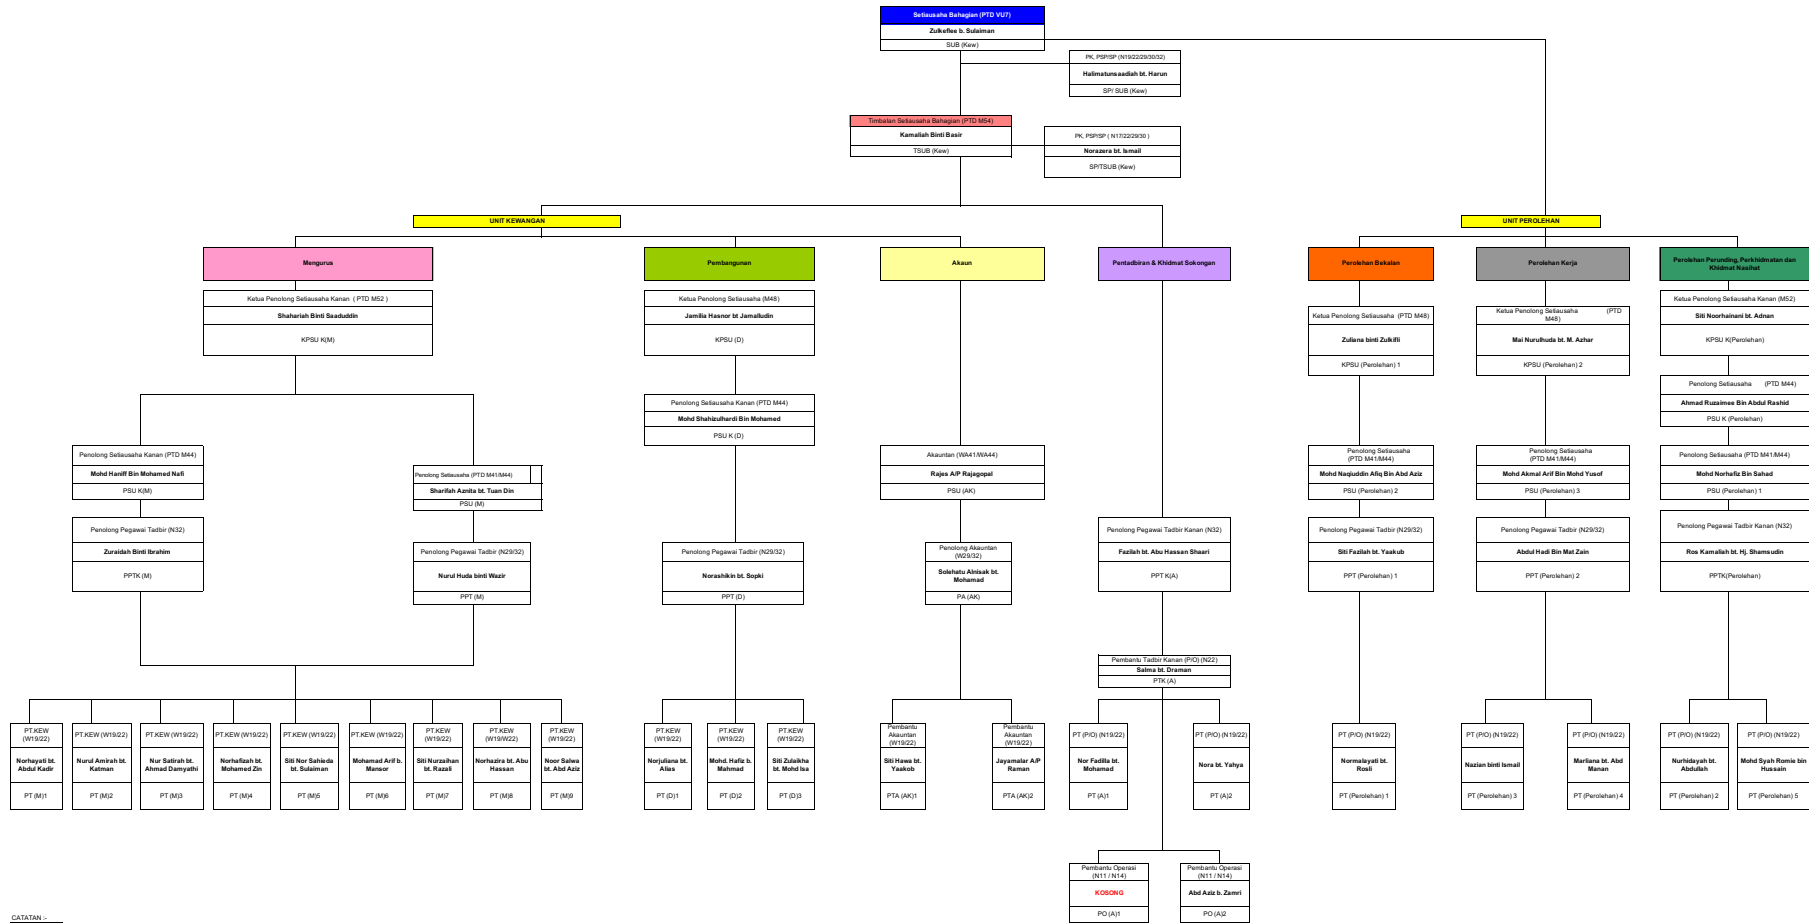 Setiausaha Bahagian (PTD VU7)
Zulkeflee b. Sulaiman
SUB (Kew)
PK, PSP/SP (N19/22/29/30/32)
Halimatunsaadiah bt. Harun
SP/ SUB (Kew)
Timbalan Setiausaha Bahagian (PTD M54)
Kamaliah Binti Basir
TSUB (Kew)
PK, PSP/SP ( N17/22/29/30 )
Norazera bt. Ismail
SP/TSUB (Kew)
UNIT KEWANGAN
UNIT PEROLEHAN
Mengurus
Pembangunan
Akaun
Pentadbiran & Khidmat Sokongan
Perolehan Bekalan
Perolehan Kerja
Perolehan Perunding, Perkhidmatan dan
Khidmat Nasihat
Ketua Penolong Setiausaha Kanan ( PTD M52 )
Shahariah Binti Saaduddin
KPSU K(M)
Ketua Penolong Setiausaha (M48)
Jamilia Hasnor bt Jamalludin
KPSU (D)
Ketua Penolong Setiausaha (PTD M48)
Zuliana binti Zulkifli
KPSU (Perolehan) 1
Ketua Penolong Setiausaha (PTD
M48)
Mai Nurulhuda bt. M. Azhar
KPSU (Perolehan) 2
Ketua Penolong Setiausaha Kanan (M52)
Siti Noorhainani bt. Adnan
KPSU K(Perolehan)
Penolong Setiausaha (PTD M44)
Ahmad Ruzaimee Bin Abdul Rashid
PSU K (Perolehan)
Penolong Setiausaha Kanan (PTD M44)
Mohd Shahizulhardi Bin Mohamed
PSU K (D)
Penolong Setiausaha Kanan (PTD M44)
Mohd Haniff Bin Mohamed Nafi
PSU K(M)
Penolong Setiausaha (PTD M41/M44)
Sharifah Aznita bt. Tuan Din
PSU (M)
Akauntan (WA41/WA44)
Rajes A/P Rajagopal
PSU (AK)
Penolong Setiausaha
(PTD M41/M44)
Mohd Naqiuddin Afiq Bin Abd Aziz
PSU (Perolehan) 2
Penolong Setiausaha
(PTD M41/M44)
Mohd Akmal Arif Bin Mohd Yusof
PSU (Perolehan) 3
Penolong Setiausaha (PTD M41/M44)
Mohd Norhafiz Bin Sahad
PSU (Perolehan) 1
Penolong Pegawai Tadbir (N32)
Zuraidah Binti Ibrahim
PPTK (M)
Penolong Pegawai Tadbir (N29/32)
Nurul Huda binti Wazir
PPT (M)
Penolong Pegawai Tadbir (N29/32)
Norashikin bt. Sopki
PPT (D)
Penolong Akauntan
(W29/32)
Solehatu Alnisak bt.
Mohamad
PA (AK)
Penolong Pegawai Tadbir Kanan (N32)
Fazilah bt. Abu Hassan Shaari
PPT K(A)
Penolong Pegawai Tadbir (N29/32)
Siti Fazilah bt. Yaakub
PPT (Perolehan) 1
Penolong Pegawai Tadbir (N29/32)
Abdul Hadi Bin Mat Zain
PPT (Perolehan) 2
Penolong Pegawai Tadbir Kanan (N32)
Ros Kamaliah bt. Hj. Shamsudin
PPTK(Perolehan)
Pembantu Tadbir Kanan (P/O) (N22)
Salma bt. Draman
PTK (A)
PT.KEW
(W19/22)
Norhayati bt.
Abdul Kadir
PT (M)1
PT.KEW (W19/22)
Nurul Amirah bt.
Katman
PT (M)2
PT.KEW (W19/22)
Nur Satirah bt.
Ahmad Damyathi
PT (M)3
PT.KEW (W19/22)
Norhafizah bt.
Mohamed Zin
PT (M)4
PT.KEW (W19/22)
Siti Nor Sahieda
bt. Sulaiman
PT (M)5
PT.KEW (W19/22)
Mohamad Arif b.
Mansor
PT (M)6
PT.KEW
(W19/22)
Siti Nurzaihan
bt. Razali
PT (M)7
PT.KEW
(W19/W22)
Norhazira bt. Abu
Hassan
PT (M)8
PT.KEW
(W19/22)
Noor Salwa
bt. Abd Aziz
PT (M)9
PT.KEW
(W19/22)
Norjuliana bt.
Alias
PT (D)1
PT.KEW
(W19/22)
Mohd. Hafiz b.
Mahmad
PT (D)2
PT.KEW
(W19/22)
Siti Zulaikha
bt. Mohd Isa
PT (D)3
Pembantu
Akauntan
(W19/22)
Siti Hawa bt.
Yaakob
PTA (AK)1
Pembantu
Akauntan
(W19/22)
Jayamalar A/P
Raman
PTA (AK)2
PT (P/O) (N19/22)
Nor Fadilla bt.
Mohamad
PT (A)1
PT (P/O) (N19/22)
Nora bt. Yahya
PT (A)2
PT (P/O) (N19/22)
Normalayati bt.
Rosli
PT (Perolehan) 1
PT (P/O) (N19/22)
Nazian binti Ismail
PT (Perolehan) 3
PT (P/O) (N19/22)
Marliana bt. Abd
Manan
PT (Perolehan) 4
PT (P/O) (N19/22)
Nurhidayah bt.
Abdullah
PT (Perolehan) 2
PT (P/O) (N19/22)
Mohd Syah Romie bin
Hussain
PT (Perolehan) 5
Pembantu Operasi
(N11 / N14)
KOSONG
PO (A)1
Pembantu Operasi
(N11 / N14)
Abd Aziz b. Zamri
PO (A)2
CATATAN :-